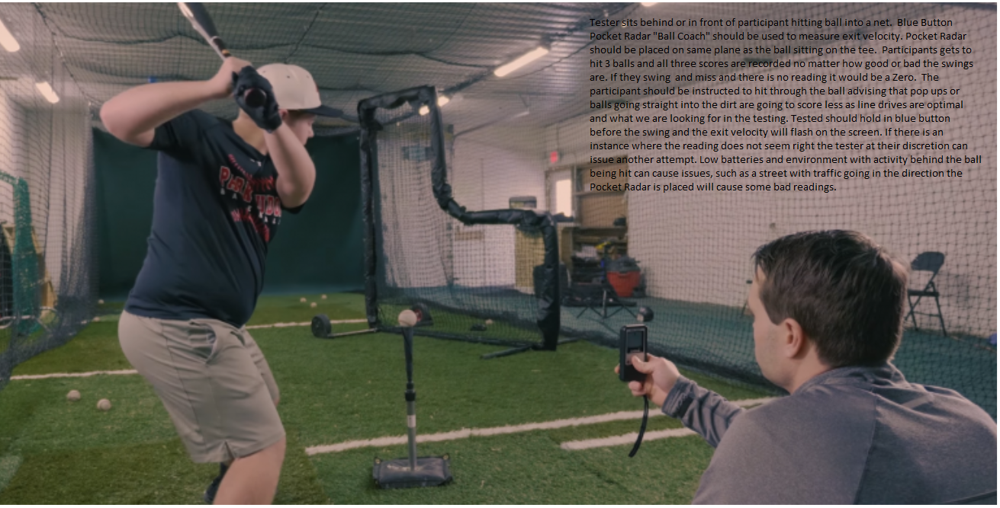 Tester sits behind or in front of participant hitting ball into a net.  Blue Button
Pocket Radar "Ball Coach" should be used to measure exit velocity. Pocket Radar
should be placed on same plane as the ball sitting on the tee.  Participants gets to
hit 3 balls and all three scores are recorded no matter how good or bad the swings
are. If they swing  and miss and there is no reading it would be a Zero.  The
participant should be instructed to hit through the ball advising that pop ups or
balls going straight into the dirt are going to score less as line drives are optimal
and what we are looking for in the testing. Tested should hold in blue button
before the swing and the exit velocity will flash on the screen. If there is an
instance where the reading does not seem right the tester at their discretion can
issue another attempt. Low batteries and environment with activity behind the ball
being hit can cause issues, such as a street with traffic going in the direction the
Pocket Radar is placed will cause some bad readings.